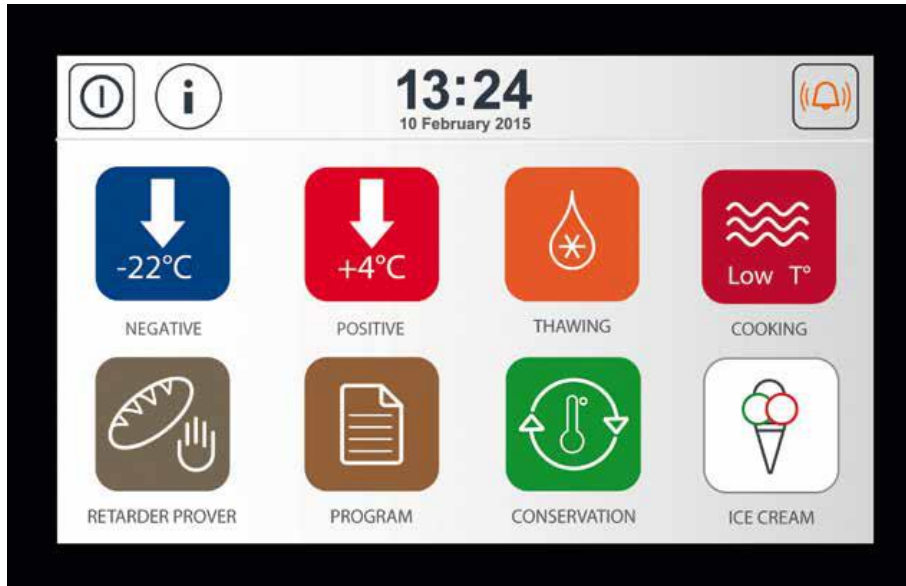 13:24
10 February 2015
-22°C
+4°C
Low T°
NEGATIVE
POSITIVE
THAWING
COOKING
RETARDER PROVER
PROGRAM
CONSERVATION
ICE CREAM